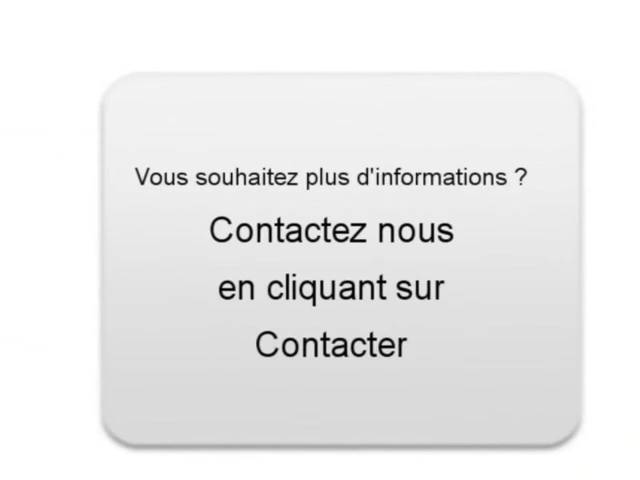 Vous souhaitez plus d'informations ?
Contactez nous
en cliquant sur
Contacter